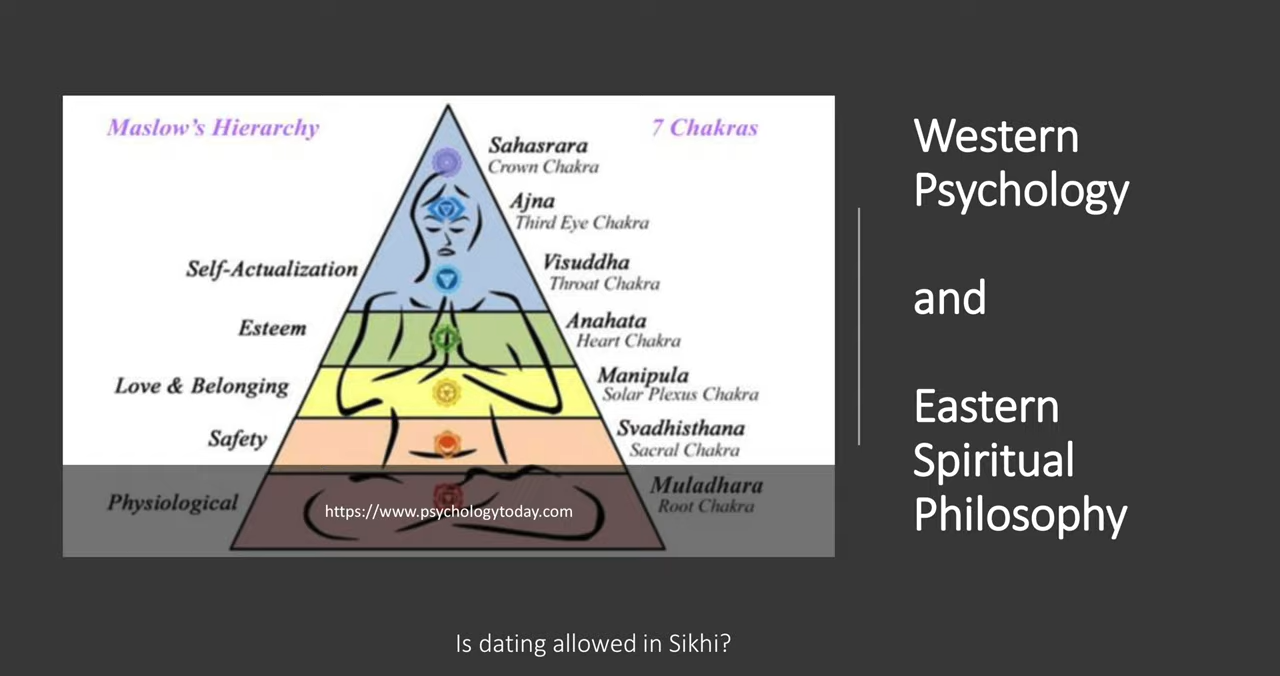 Maslow's Hierarchy
7 Chakras
Sahasrara
Crown Chakra
Ajna
Third Eye Chakra
Visuddha
Throat Chakra
Self-Actualization
Anahata
Heart Chakra
Esteem
Manipula
Solar Plexus Chakra
Love & Belonging
Svadhisthana
Sacral Chakra
Safety
Muladhara
Root Chakra
Physiological
https://www.psychologytoday.com
Western
Psychology
and
Eastern
Spiritual
Philosophy
Is dating allowed in Sikhi?